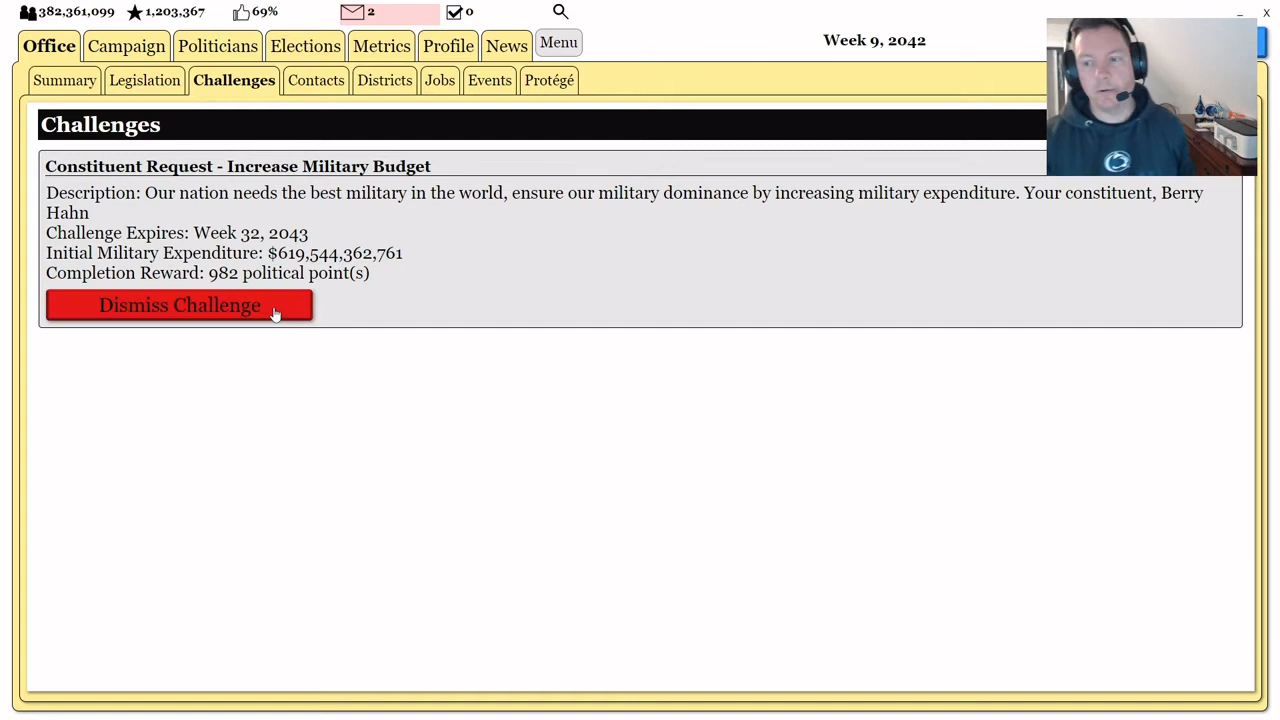 382,361,099 1,203,367 69% 2 0
_ X
Office Campaign Politicians Elections Metrics Profile News Menu
Week 9, 2042
Summary Legislation Challenges Contacts Districts Jobs Events Protégé
Challenges
Constituent Request - Increase Military Budget
Description: Our nation needs the best military in the world, ensure our military dominance by increasing military expenditure. Your constituent, Berry
Hahn
Challenge Expires: Week 32, 2043
Initial Military Expenditure: $619,544,362,761
Completion Reward: 982 political point(s)
Dismiss Challenge